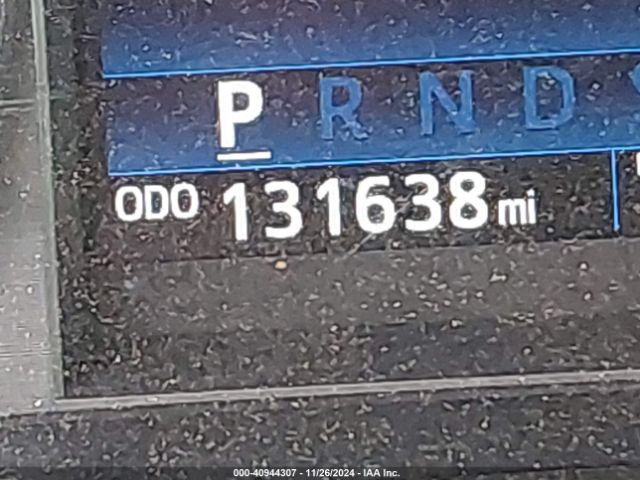 P R N D
ODO 131638 mi
000-40944307 - 11/26/2024 - IAA Inc.